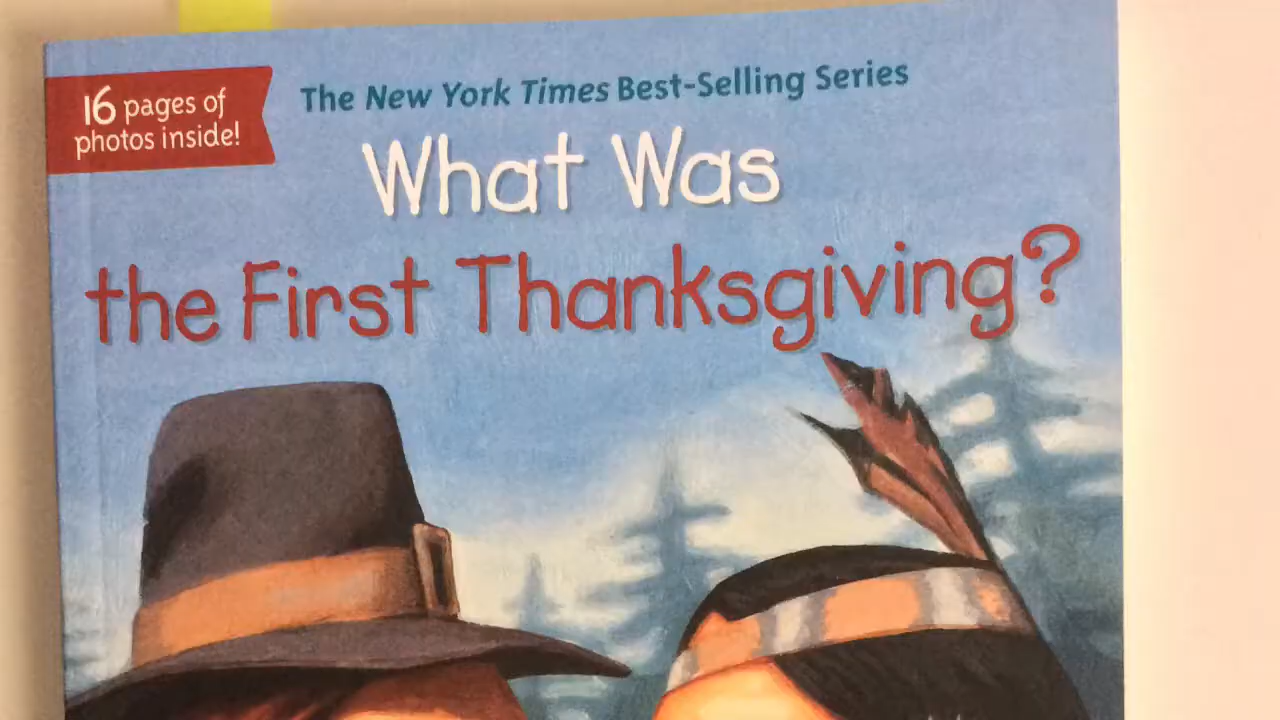 16 pages of
photos inside!
The New York Times Best-Selling Series
What Was
the First Thanksgiving?